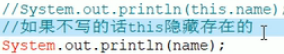 //System.out.println(this.name);
//如果不写的话this隐藏存在的
System.out.println(name);